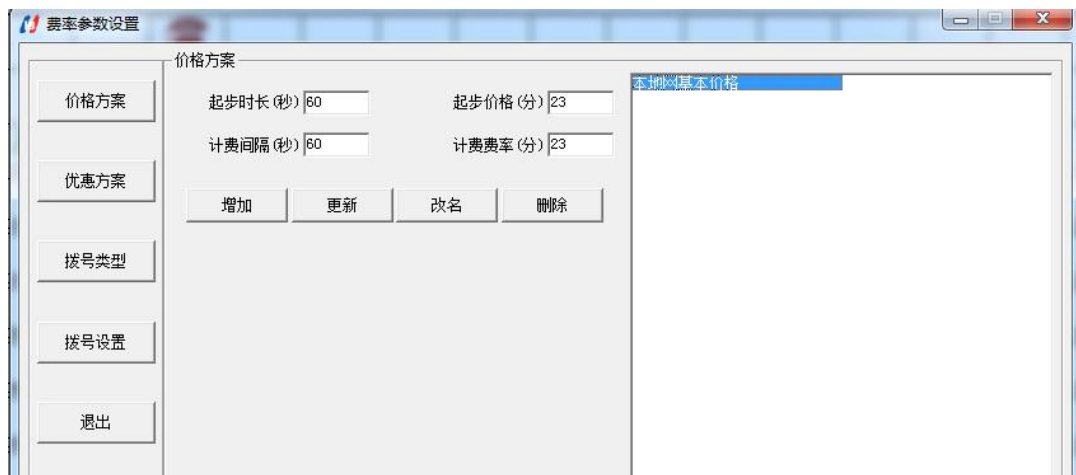 费率参数设置
价格方案
优惠方案
拨号类型
拨号设置
退出
价格方案
起步时长(秒) 60 起步价格(分) 23
计费间隔(秒) 60 计费费率(分) 23
增加 更新 改名 删除
本地网基本价格